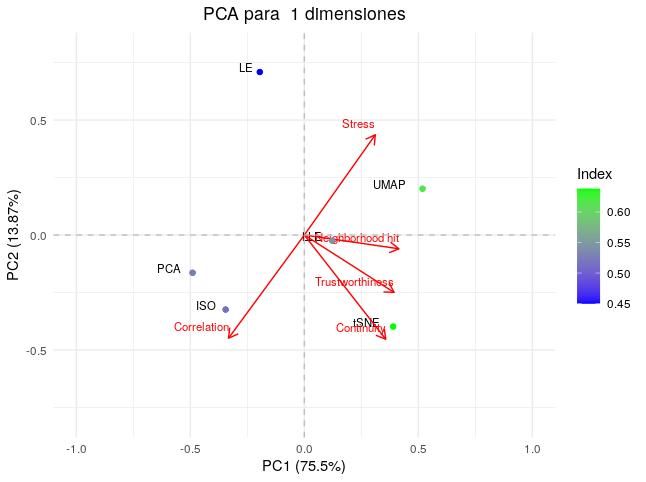 PCA para 1 dimensiones
LE
Stress
UMAP
LLE
Neighborhood hit
PCA
Trustworthiness
ISO
Correlation
tSNE
Continuity
0.5
0.0
-0.5
-1.0
-0.5
0.0
0.5
1.0
PC1 (75.5%)
PC2 (13.87%)
Index
0.60
0.55
0.50
0.45